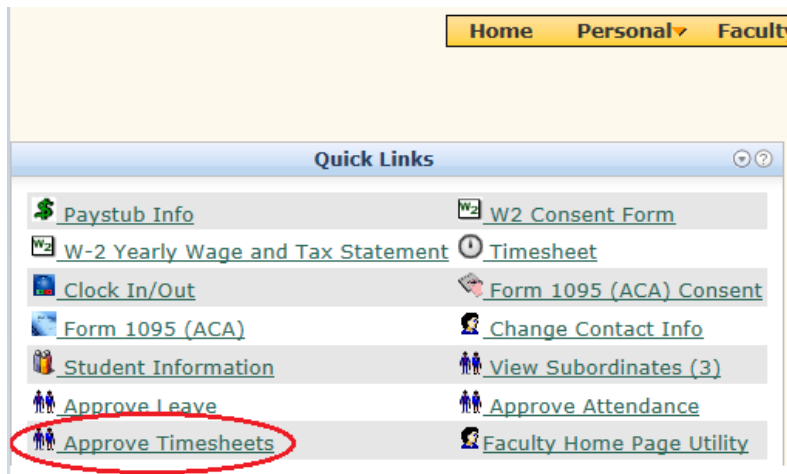 Home Personal Faculty
Quick Links
Paystub Info W2 Consent Form
W-2 Yearly Wage and Tax Statement Timesheet
Clock In/Out Form 1095 (ACA) Consent
Form 1095 (ACA) Change Contact Info
Student Information View Subordinates (3)
Approve Leave Approve Attendance
Approve Timesheets Faculty Home Page Utility